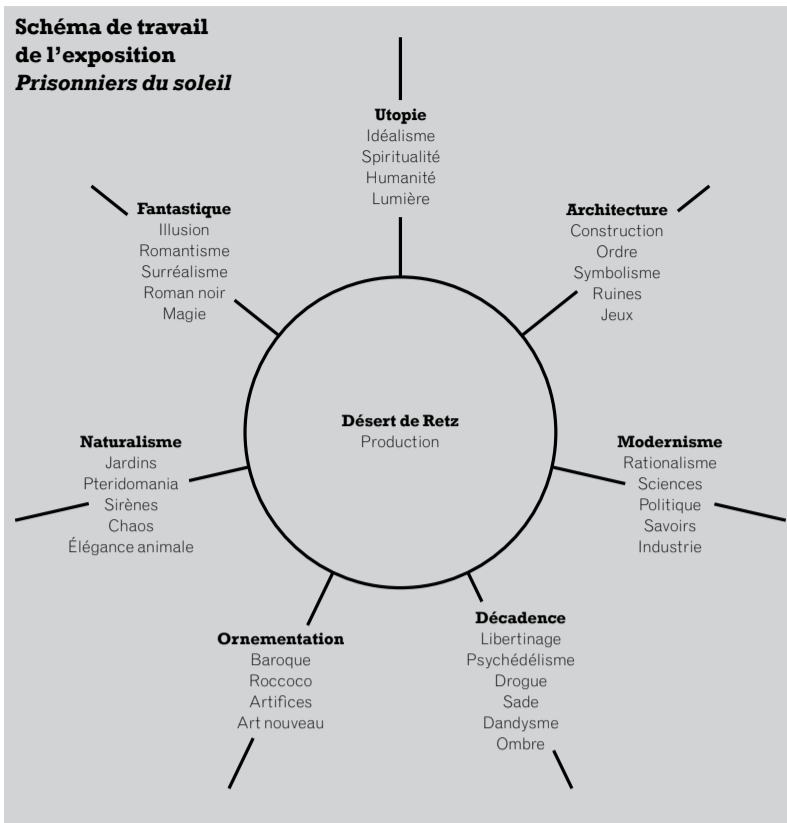 Schéma de travail
de l’exposition
Prisonniers du soleil
Utopie
Idéalisme
Spiritualité
Humanité
Lumière
Fantastique
Illusion
Romantisme
Surréalisme
Roman noir
Magie
Architecture
Construction
Ordre
Symbolisme
Ruines
Jeux
Désert de Retz
Production
Naturalisme
Jardins
Pteridomania
Sirènes
Chaos
Élégance animale
Modernisme
Rationalisme
Sciences
Politique
Savoirs
Industrie
Ornementation
Baroque
Roccoco
Artifices
Art nouveau
Décadence
Libertinage
Psychédélisme
Drogue
Sade
Dandysme
Ombre